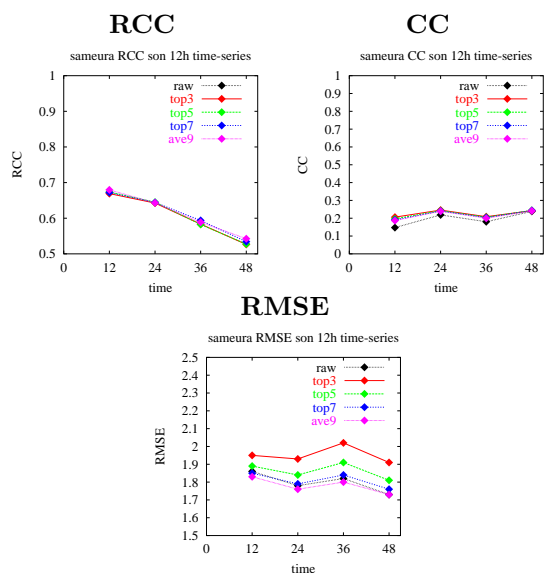 RCC
sameura RCC son 12h time-series
1
0.9
0.8
0.7
0.6
0.5
RCC
raw
top3
top5
top7
ave9
0 12 24 36 48
time
CC
sameura CC son 12h time-series
1
0.9
0.8
0.7
0.6
0.5
0.4
0.3
0.2
0.1
0
CC
raw
top3
top5
top7
ave9
0 12 24 36 48
time
RMSE
sameura RMSE son 12h time-series
2.5
2.4
2.3
2.2
2.1
2
1.9
1.8
1.7
1.6
1.5
RMSE
raw
top3
top5
top7
ave9
0 12 24 36 48
time